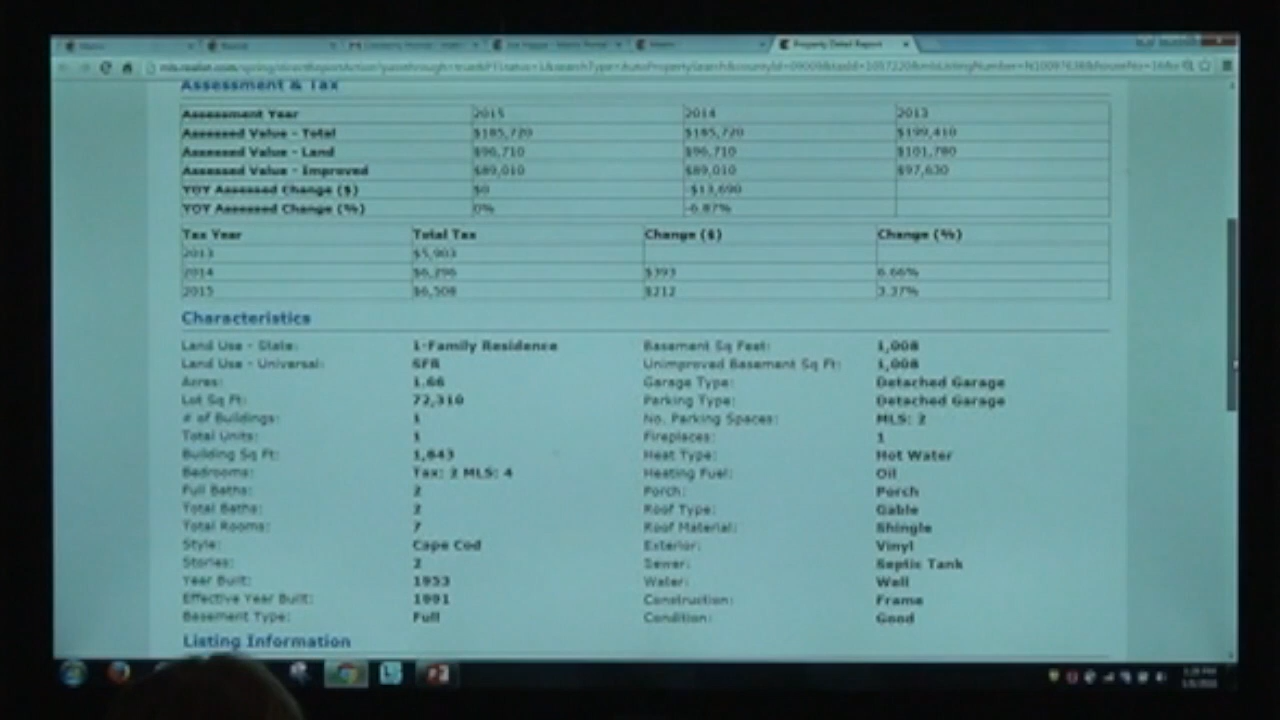 Property Detail Report
Assessment & Tax
Assessment Year 2015 2014 2013
Assessed Value - Total $185,720 $185,720 $199,410
Assessed Value - Land $96,710 $96,710 $101,780
Assessed Value - Improved $89,010 $89,010 $97,630
YOY Assessed Change ($) $0 -$13,690
YOY Assessed Change (%) 0% -6.87%
Tax Year Total Tax Change ($) Change (%)
2013 $5,903
2014 $6,296 $393 6.66%
2015 $6,508 $212 3.37%
Characteristics
Land Use - State: 1-Family Residence Basement Sq Feet: 1,008
Land Use - Universal: SFR Unimproved Basement Sq Ft: 1,008
Acres: 1.66 Garage Type: Detached Garage
Lot Sq Ft: 72,310 Parking Type: Detached Garage
# of Buildings: 1 No. Parking Spaces: MLS: 2
Total Units: 1 Fireplaces: 1
Building Sq Ft: 1,643 Heat Type: Hot Water
Bedrooms: Tax: 2 MLS: 4 Heating Fuel: Oil
Full Baths: 2 Porch: Porch
Total Baths: 2 Roof Type: Gable
Total Rooms: 7 Roof Material: Shingle
Style: Cape Cod Exterior: Vinyl
Stories: 2 Sewer: Septic Tank
Year Built: 1953 Water: Well
Effective Year Built: 1991 Construction: Frame
Basement Type: Full Condition: Good
Listing Information